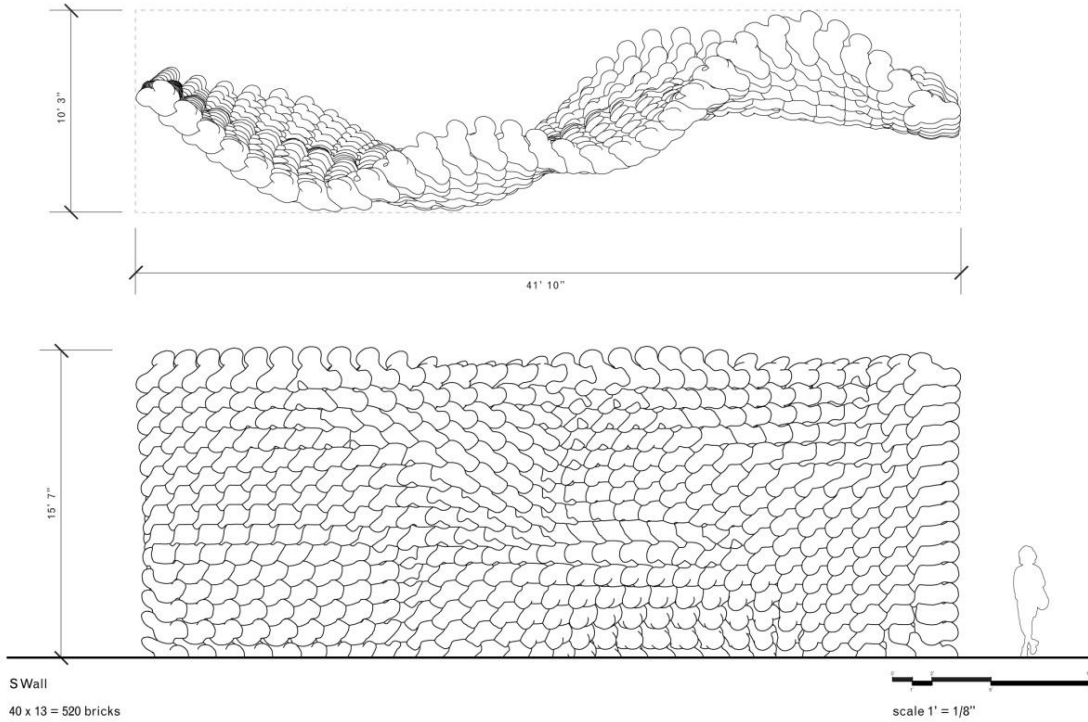 10' 3"
41' 10"
15' 7"
S Wall
40 x 13 = 520 bricks
scale 1' = 1/8"